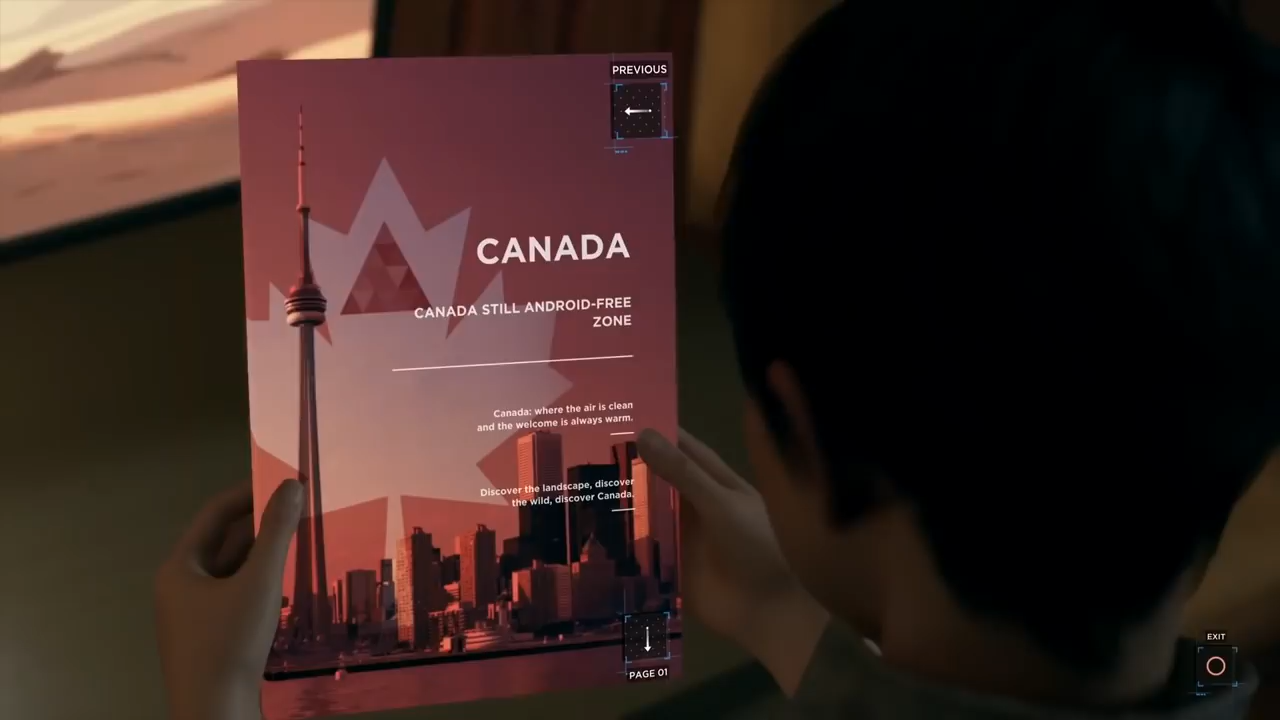 PREVIOUS
CANADA
CANADA STILL ANDROID-FREE
ZONE
Canada: where the air is clean
and the welcome is always warm.
Discover the landscape, discover
the wild, discover Canada.
PAGE 01
EXIT